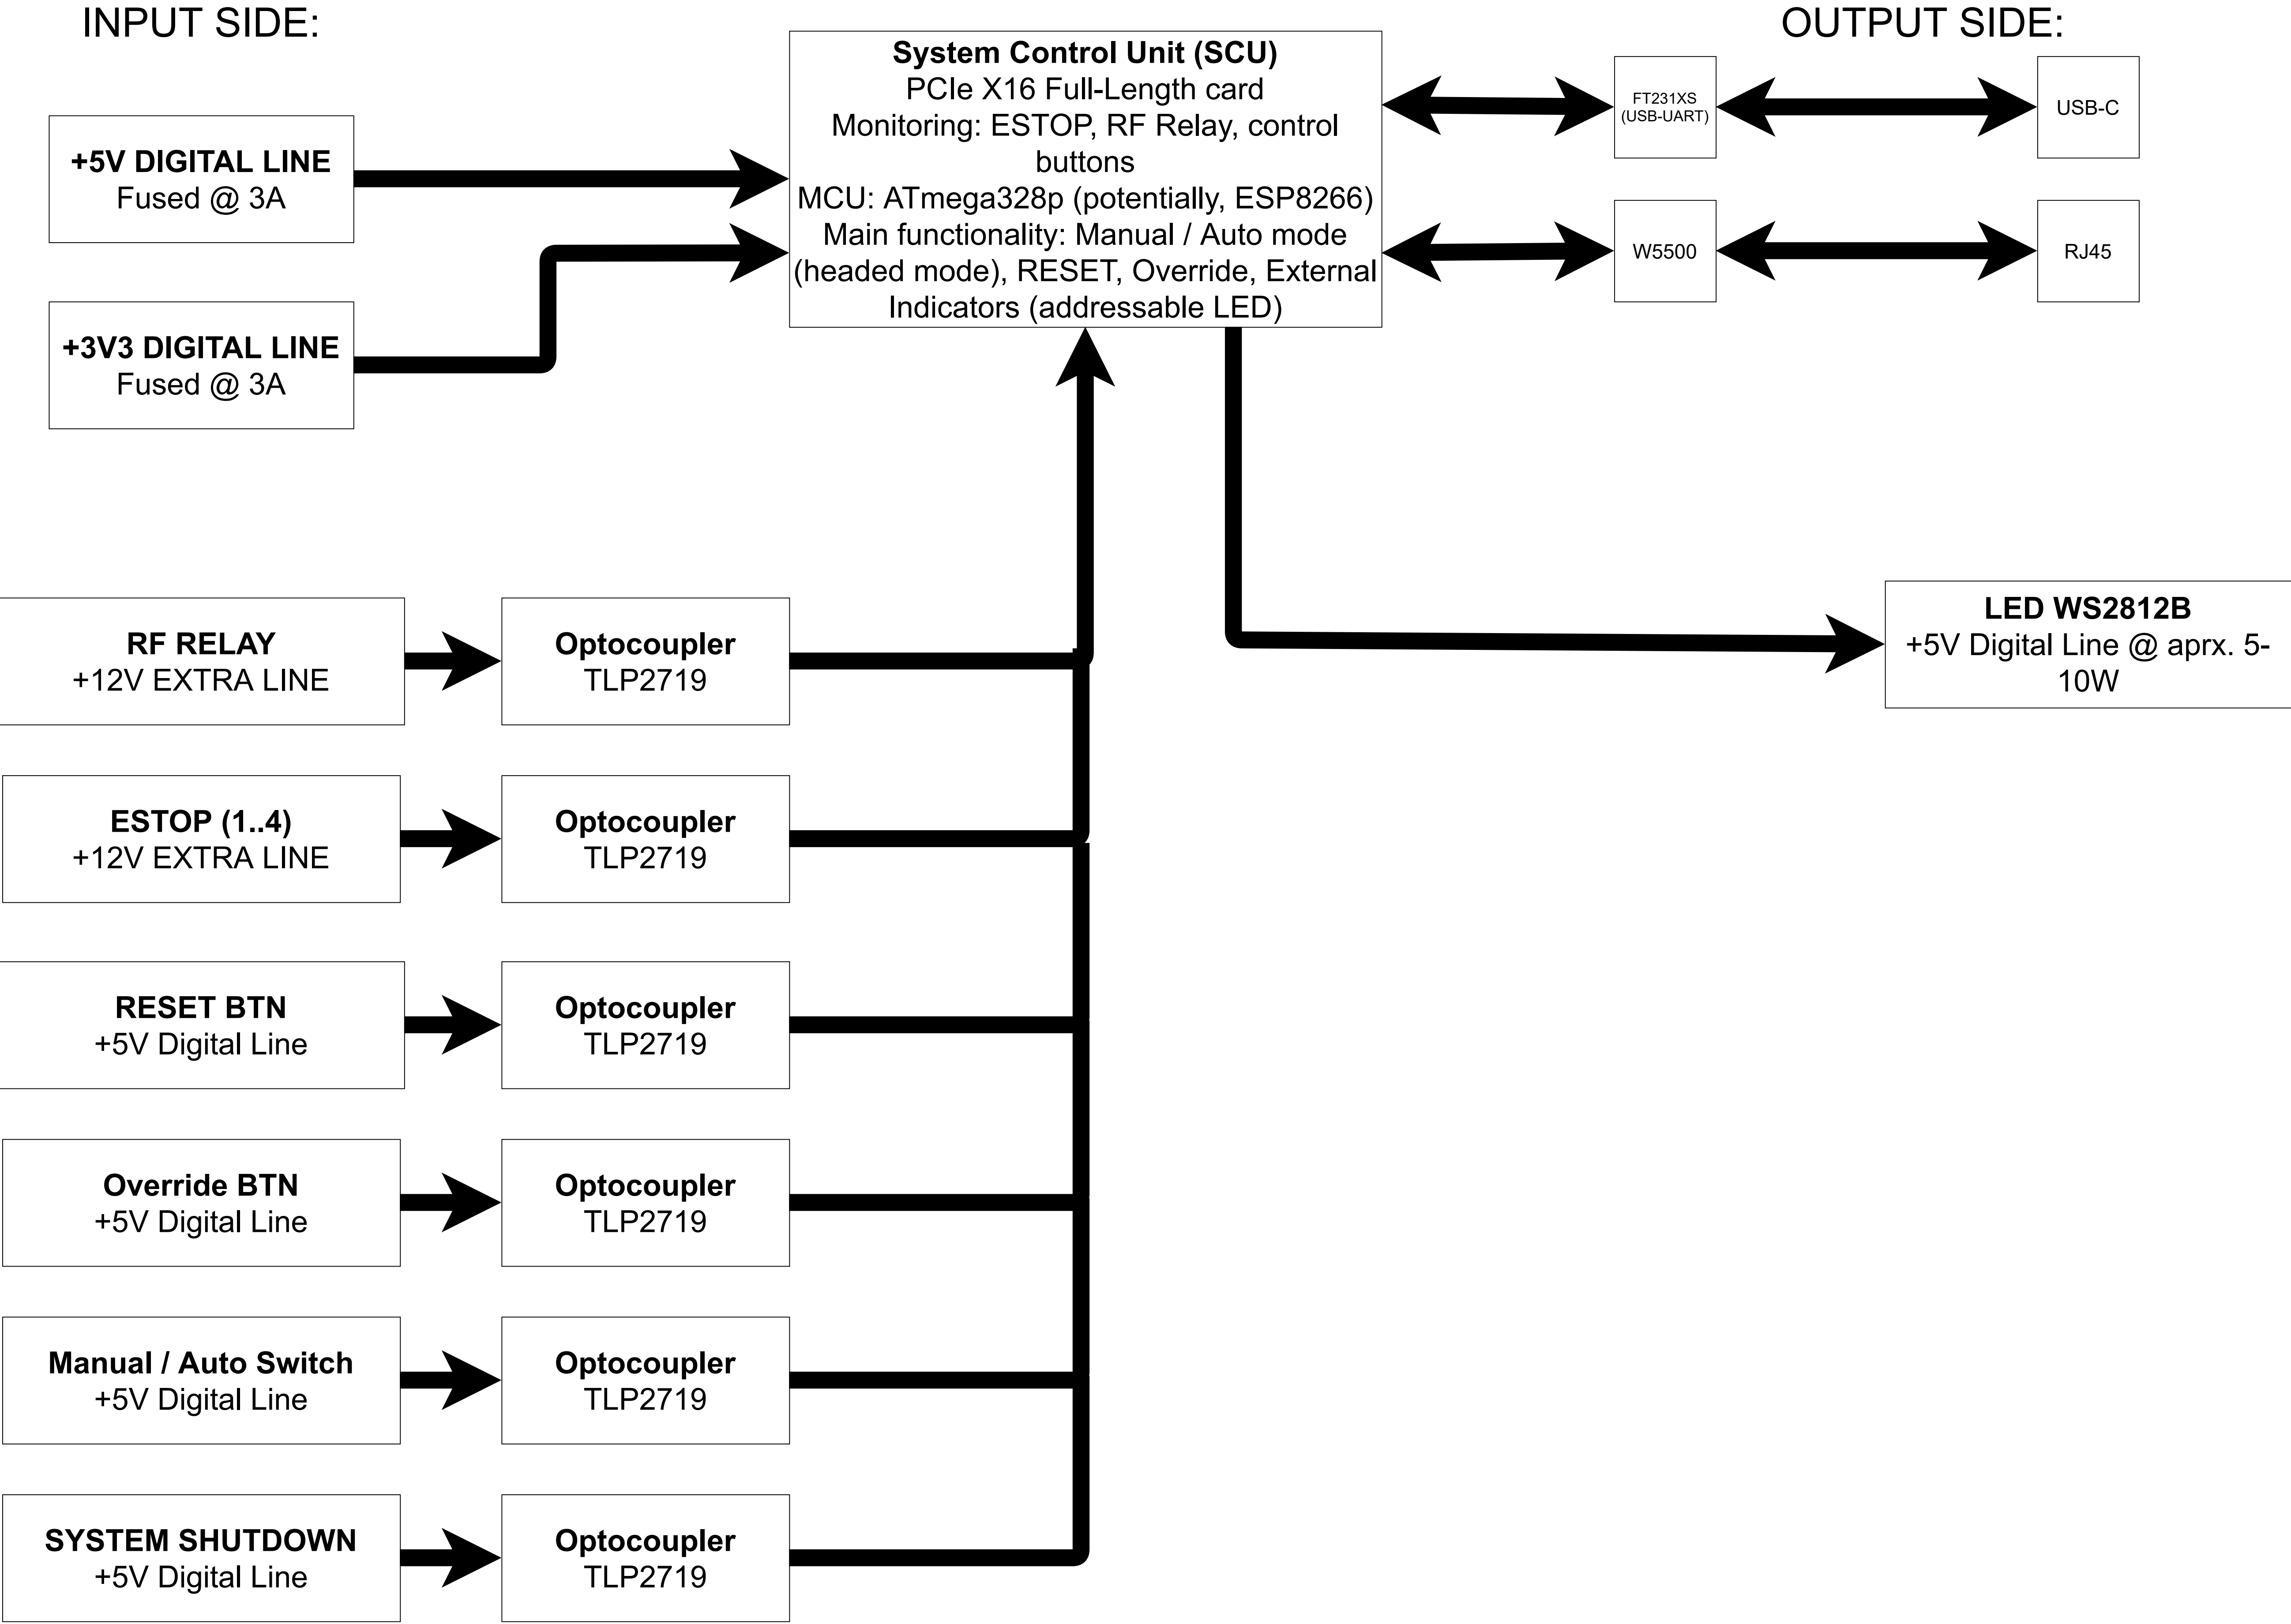 INPUT SIDE:
OUTPUT SIDE:
System Control Unit (SCU)
PCIe X16 Full-Length card
Monitoring: ESTOP, RF Relay, control
buttons
MCU: ATmega328p (potentially, ESP8266)
Main functionality: Manual / Auto mode
(headed mode), RESET, Override, External
Indicators (addressable LED)
FT231XS
(USB-UART)
USB-C
+5V DIGITAL LINE
Fused @ 3A
W5500
RJ45
+3V3 DIGITAL LINE
Fused @ 3A
LED WS2812B
+5V Digital Line @ aprx. 5-
10W
RF RELAY
+12V EXTRA LINE
Optocoupler
TLP2719
ESTOP (1..4)
+12V EXTRA LINE
Optocoupler
TLP2719
RESET BTN
+5V Digital Line
Optocoupler
TLP2719
Override BTN
+5V Digital Line
Optocoupler
TLP2719
Manual / Auto Switch
+5V Digital Line
Optocoupler
TLP2719
SYSTEM SHUTDOWN
+5V Digital Line
Optocoupler
TLP2719